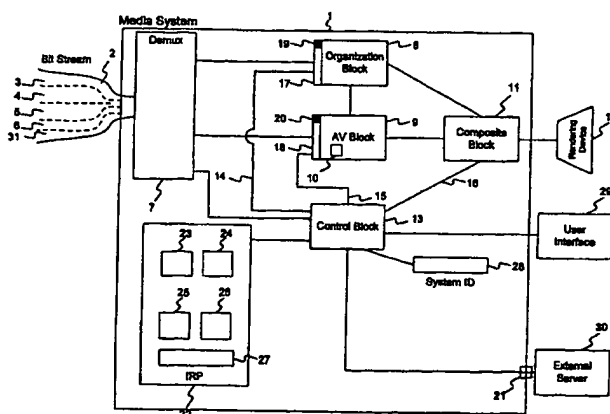 Media System
1
Demux
Bit Stream
2
3
4
5
6
31
7
19
17
Organization
Block
8
11
Composite
Block
Rendering
Device
20
18
AV Block
9
10
14
15
16
Control Block
13
29
User
Interface
28
System ID
23
24
25
26
27
IRP
30
External
Server
21